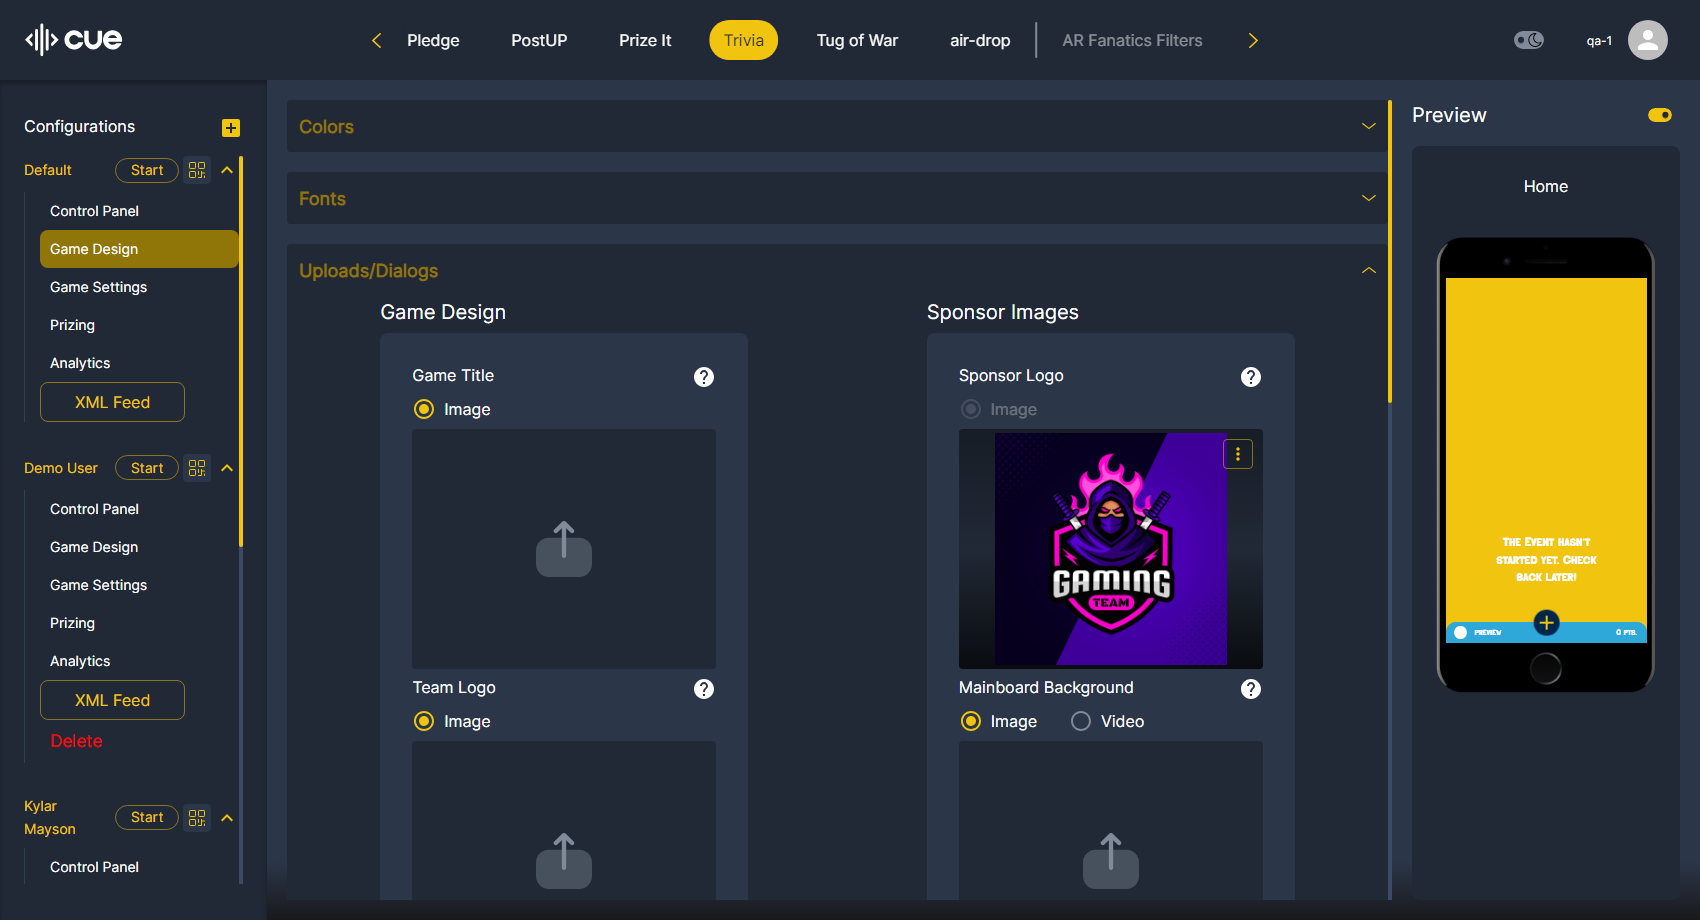 cue
Pledge
PostUP
Prize It
Trivia
Tug of War
air-drop
AR Fanatics Filters
qa-1
Configurations
Default
Start
Control Panel
Game Design
Game Settings
Prizing
Analytics
XML Feed
Demo User
Start
Control Panel
Game Design
Game Settings
Prizing
Analytics
XML Feed
Delete
Kylar
Mayson
Start
Control Panel
Colors
Fonts
Uploads/Dialogs
Game Design
Game Title
Image
Team Logo
Image
Sponsor Images
Sponsor Logo
Image
GAMING
TEAM
Mainboard Background
Image
Video
Preview
Home
The Event hasn't
started yet. Check
back later!
PREVIEW
0 PTS.